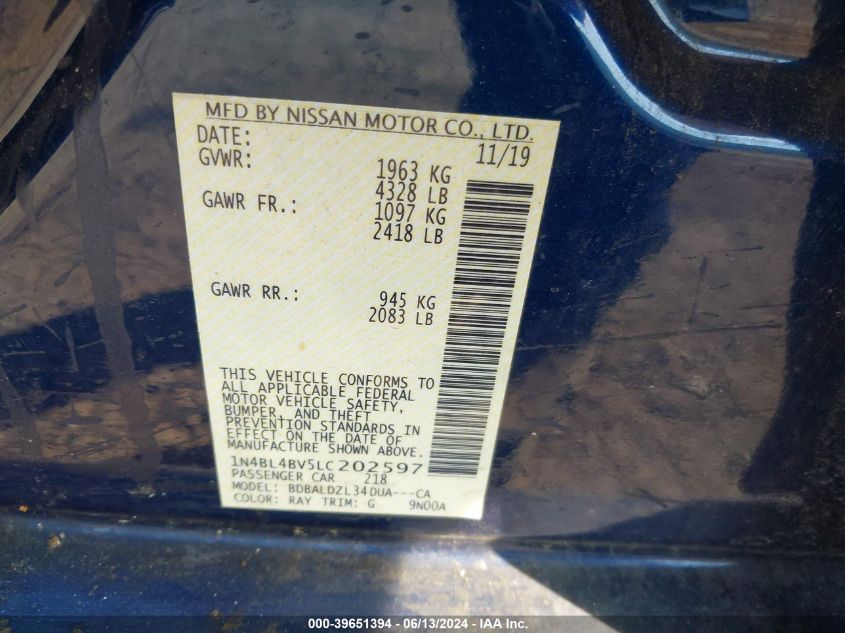 MFD BY NISSAN MOTOR CO., LTD.
DATE: 11/19
GVWR: 1963 KG
4328 LB
GAWR FR.: 1097 KG
2418 LB
GAWR RR.: 945 KG
2083 LB
THIS VEHICLE CONFORMS TO
ALL APPLICABLE FEDERAL
MOTOR VEHICLE SAFETY,
BUMPER, AND THEFT
PREVENTION STANDARDS IN
EFFECT ON THE DATE OF
MANUFACTURE SHOWN ABOVE.
1N4BL4BV5LC202597
PASSENGER CAR 218
MODEL: BDBALDZL34DUA---CA
COLOR: RAY TRIM: G 9N00A
000-39651394 - 06/13/2024 - IAA Inc.